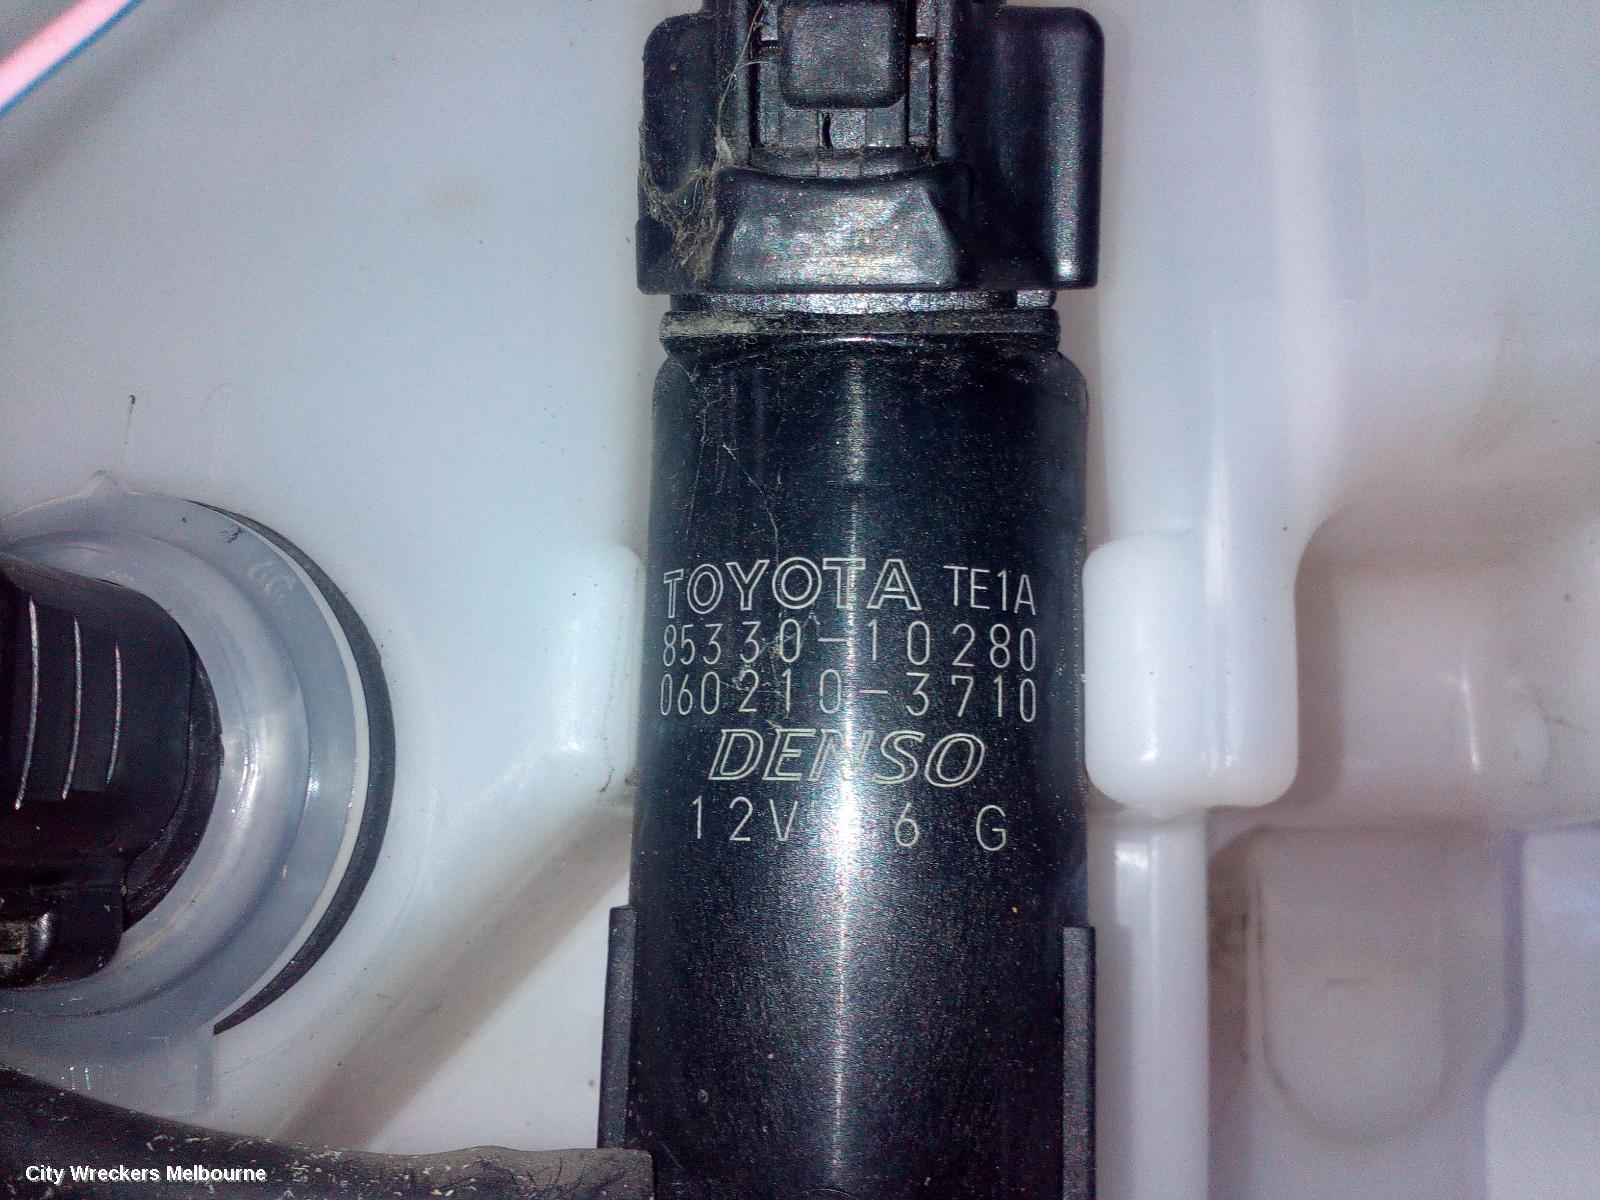 TOYOTA TE1A
85330-10280
060210-3710
DENSO
12V 6 G
City Wreckers Melbourne